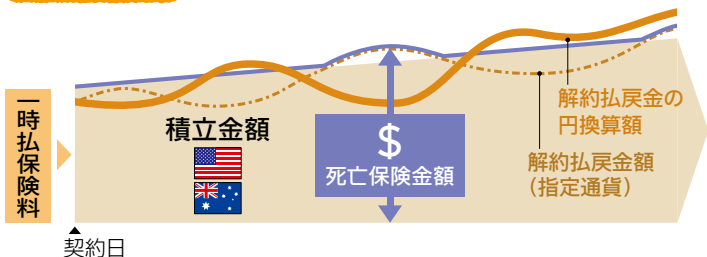 一時払保険料
積立金額
$
死亡保険金額
解約払戻金の
円換算額
解約払戻金額
（指定通貨）
契約日